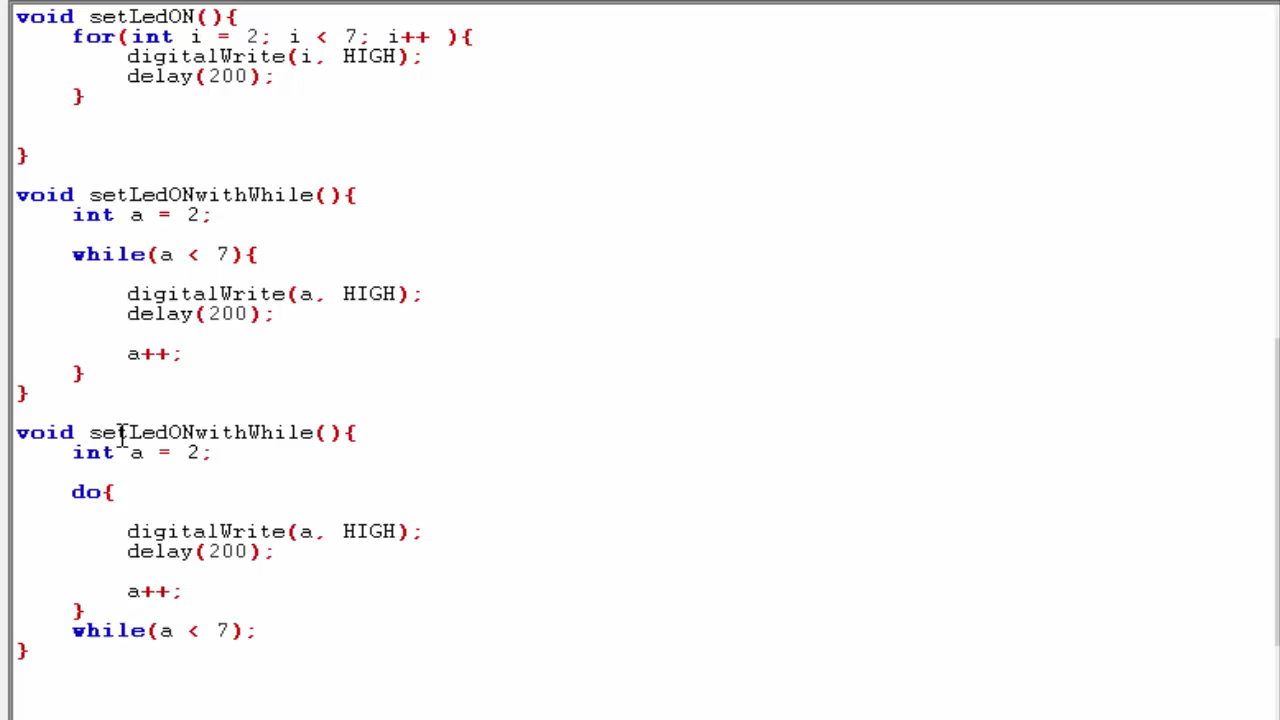 void setLedON(){
for(int i = 2; i < 7; i++ ){
digitalWrite(i, HIGH);
delay(200);
}
}
void setLedONwithWhile(){
int a = 2;
while(a < 7){
digitalWrite(a, HIGH);
delay(200);
a++;
}
}
void setLedONwithWhile(){
int a = 2;
do{
digitalWrite(a, HIGH);
delay(200);
a++;
}
while(a < 7);
}